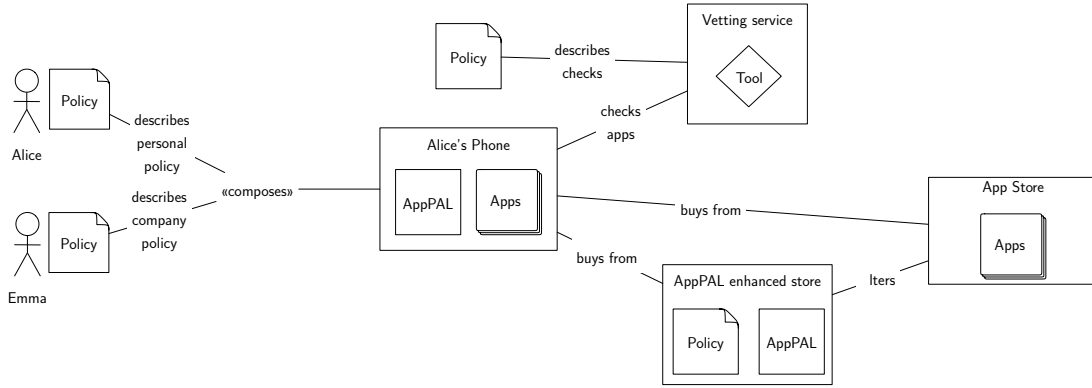 Vetting service
Tool
Policy
describes
checks
checks
apps
Policy
Alice
describes
personal
policy
Policy
Emma
describes
company
policy
«composes»
Alice's Phone
AppPAL
Apps
buys from
buys from
App Store
Apps
lters
AppPAL enhanced store
Policy
AppPAL